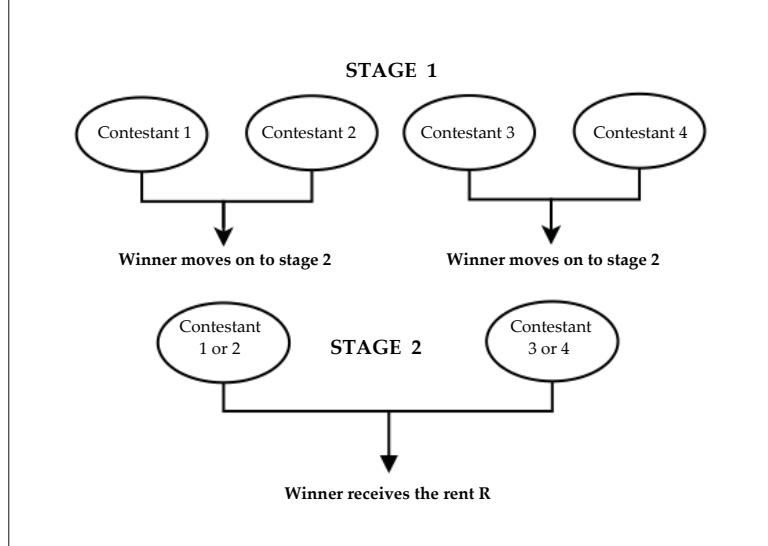 STAGE 1
Contestant 1
Contestant 2
Contestant 3
Contestant 4
Winner moves on to stage 2
Winner moves on to stage 2
Contestant
1 or 2
STAGE 2
Contestant
3 or 4
Winner receives the rent R